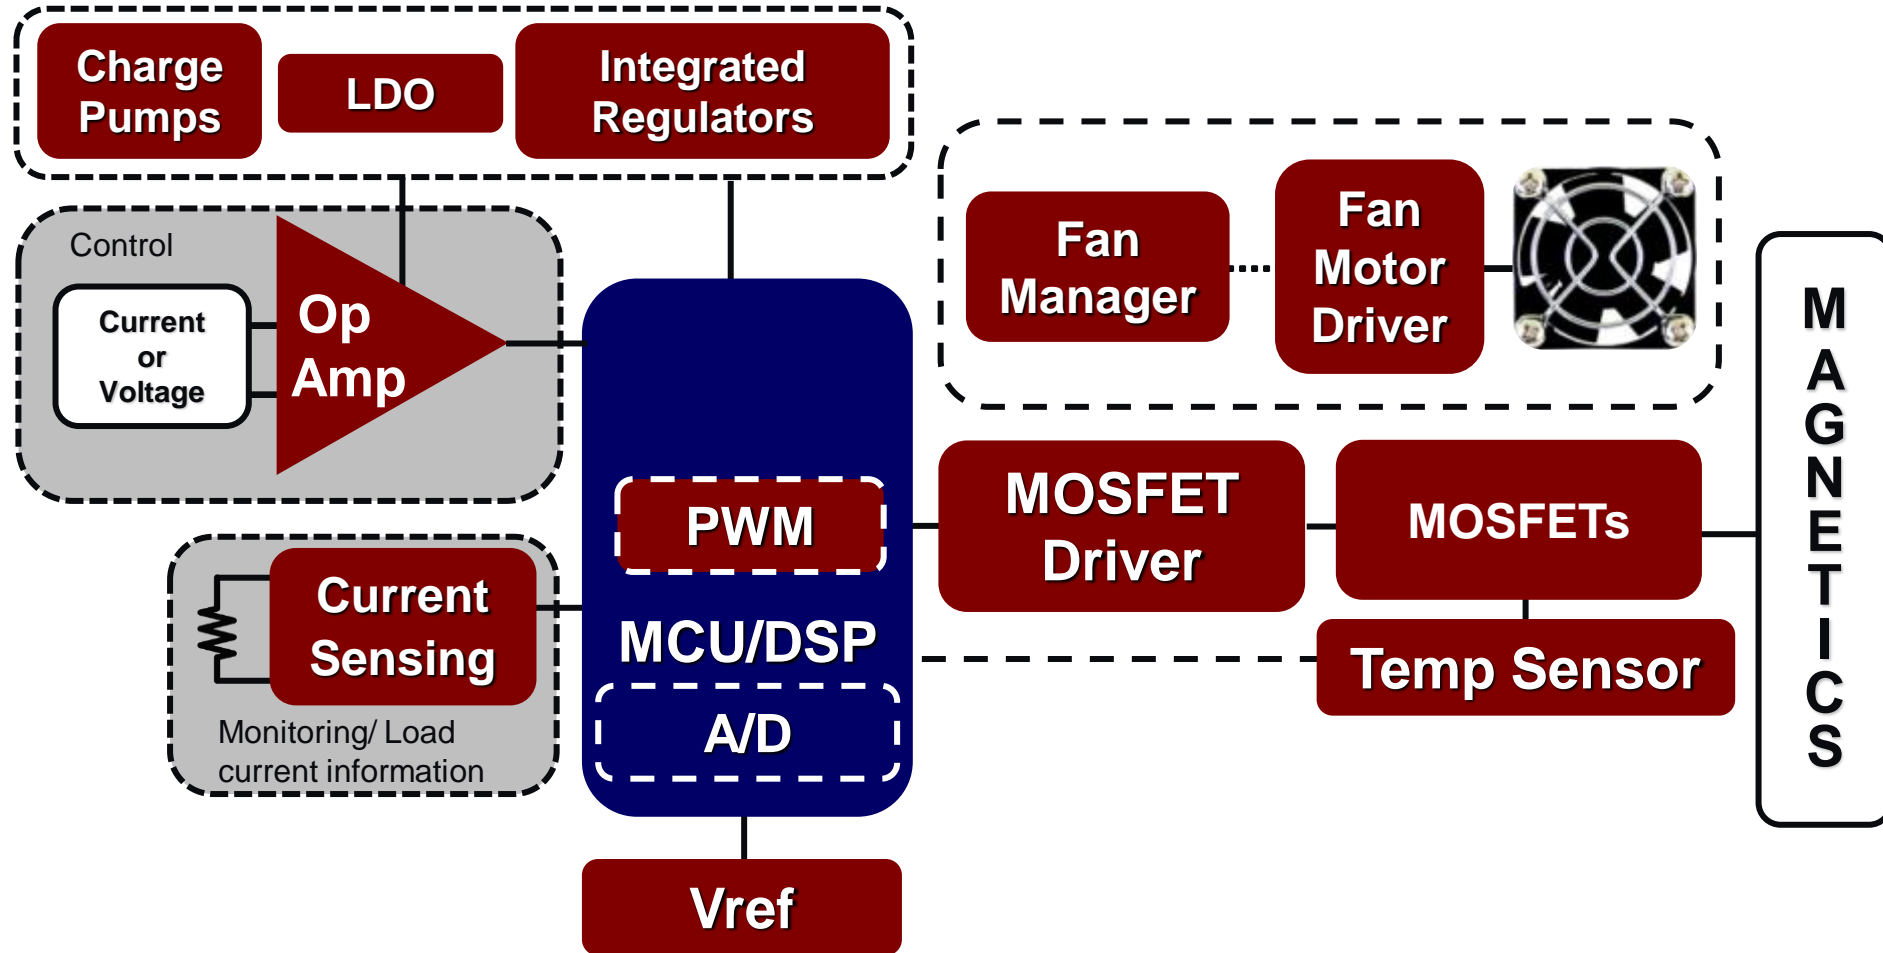 Charge
Pumps
LDO
Integrated
Regulators
Control
Current
or
Voltage
Op
Amp
Fan
Manager
Fan
Motor
Driver
M
A
G
N
E
T
I
C
S
PWM
MOSFET
Driver
MOSFETs
Current
Sensing
Monitoring/ Load
current information
MCU/DSP
A/D
Temp Sensor
Vref